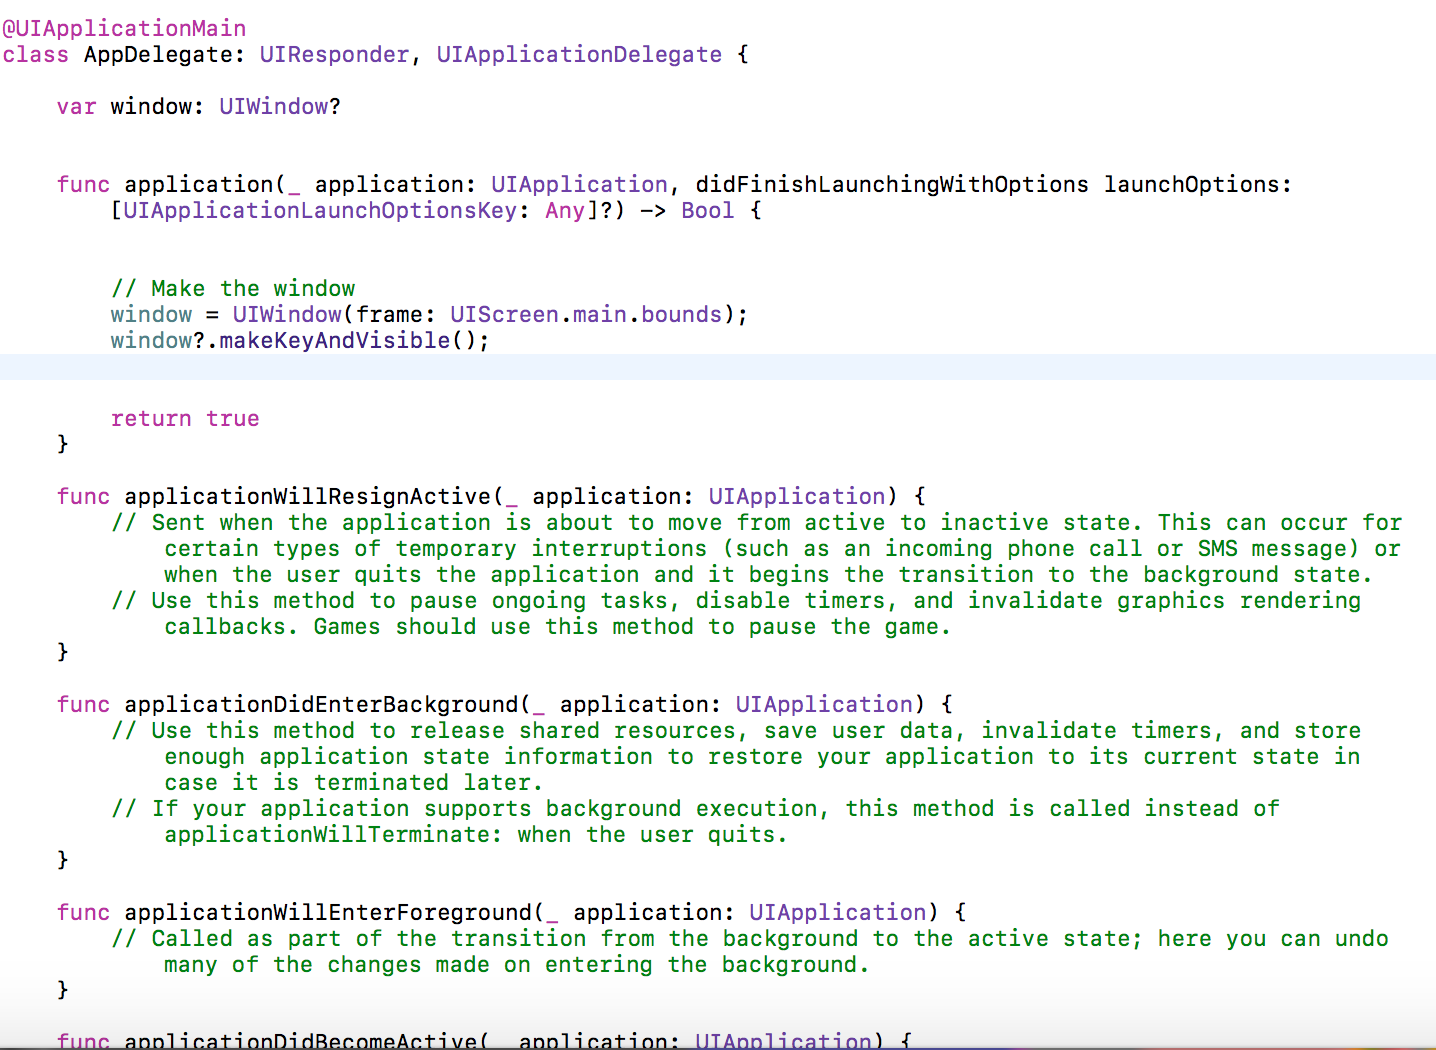 @UIApplicationMain
class AppDelegate: UIResponder, UIApplicationDelegate {
var window: UIWindow?
func application(_ application: UIApplication, didFinishLaunchingWithOptions launchOptions:
[UIApplicationLaunchOptionsKey: Any]?) -> Bool {
// Make the window
window = UIWindow(frame: UIScreen.main.bounds);
window?.makeKeyAndVisible();
return true
}
func applicationWillResignActive(_ application: UIApplication) {
// Sent when the application is about to move from active to inactive state. This can occur for
certain types of temporary interruptions (such as an incoming phone call or SMS message) or
when the user quits the application and it begins the transition to the background state.
// Use this method to pause ongoing tasks, disable timers, and invalidate graphics rendering
callbacks. Games should use this method to pause the game.
}
func applicationDidEnterBackground(_ application: UIApplication) {
// Use this method to release shared resources, save user data, invalidate timers, and store
enough application state information to restore your application to its current state in
case it is terminated later.
// If your application supports background execution, this method is called instead of
applicationWillTerminate: when the user quits.
}
func applicationWillEnterForeground(_ application: UIApplication) {
// Called as part of the transition from the background to the active state; here you can undo
many of the changes made on entering the background.
}
func applicationDidBecomeActive(_ application: UIApplication) {